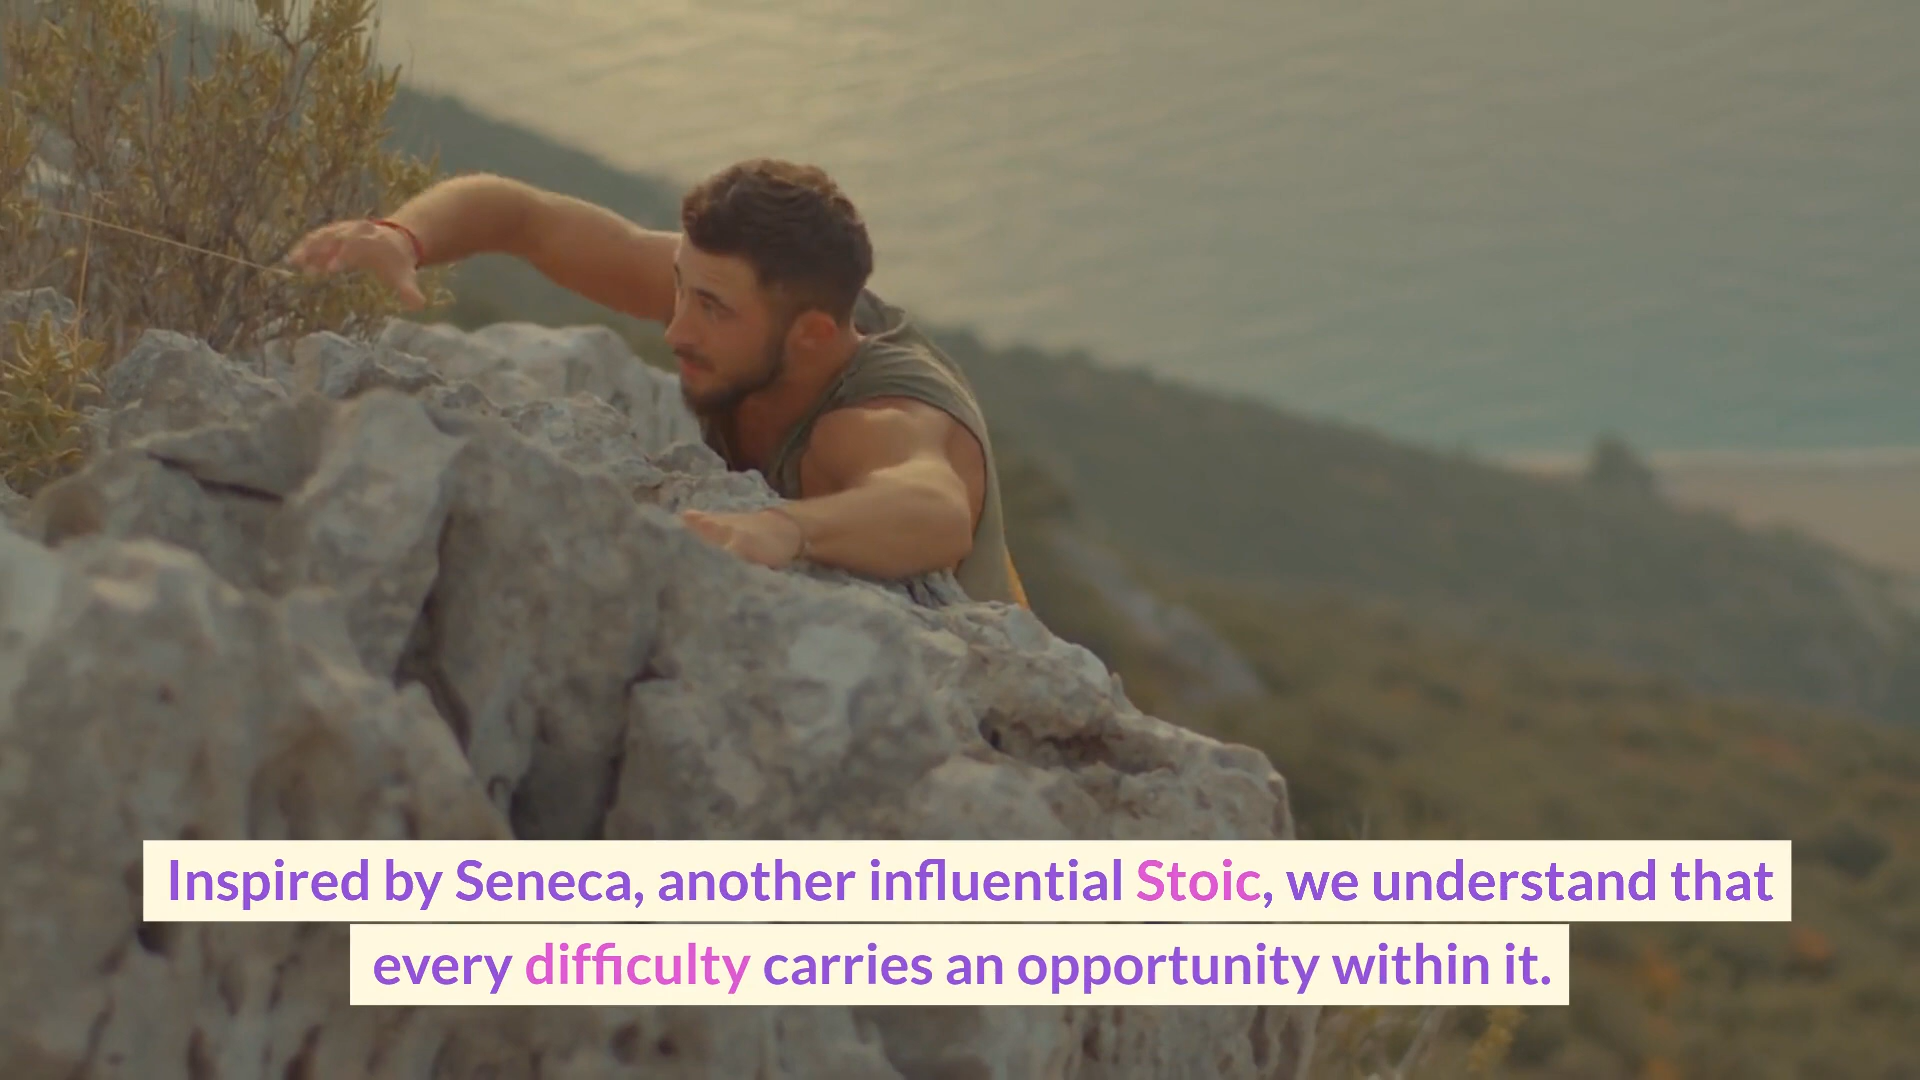 Inspired by Seneca, another influential Stoic, we understand that
every difficulty carries an opportunity within it.